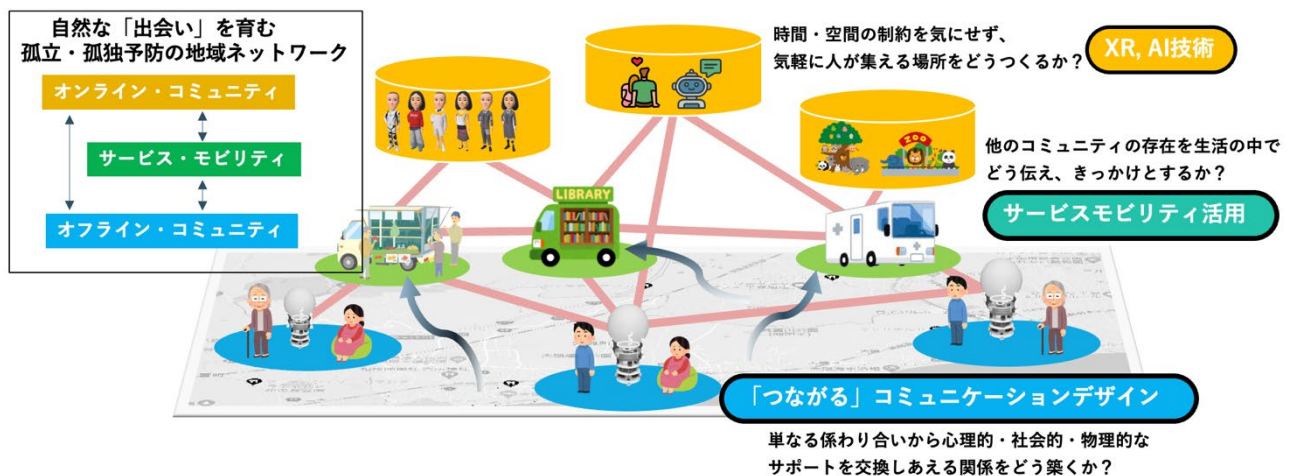 自然な「出会い」を育む
孤立・孤独予防の地域ネットワーク
オンライン・コミュニティ
サービス・モビリティ
オフライン・コミュニティ
時間・空間の制約を気にせず、
気軽に人が集える場所をどうつくるか？
XR, AI技術
ZOO
他のコミュニティの存在を生活の中で
どう伝え、きっかけとするか？
サービスモビリティ活用
LIBRARY
「つながる」コミュニケーションデザイン
単なる係わり合いから心理的・社会的・物理的な
サポートを交換しあえる関係をどう築くか？